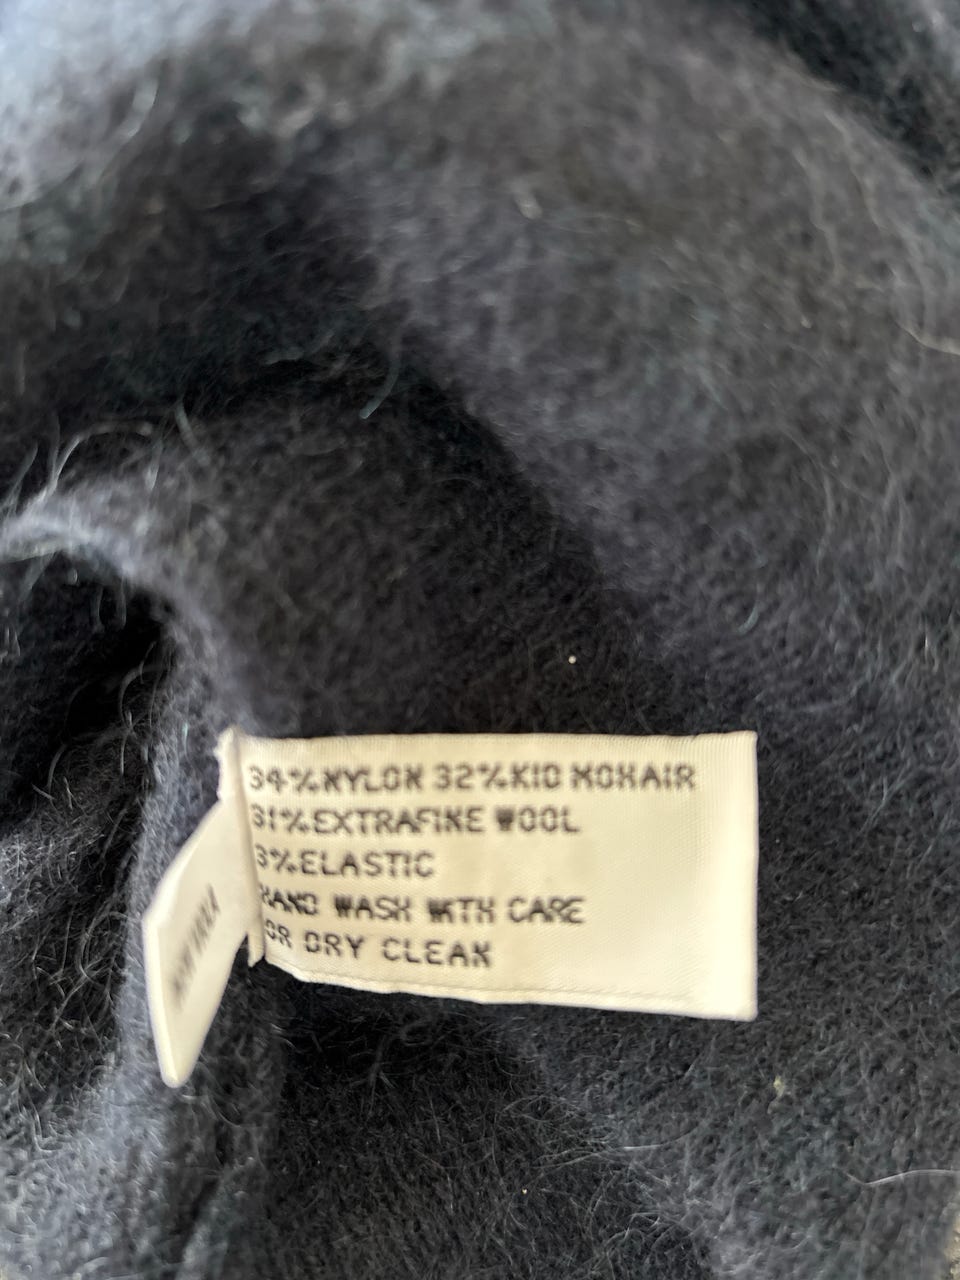 34%NYLON 32%KID MOHAIR
31%EXTRAFINE WOOL
3%ELASTIC
HAND WASH WITH CARE
OR DRY CLEAN